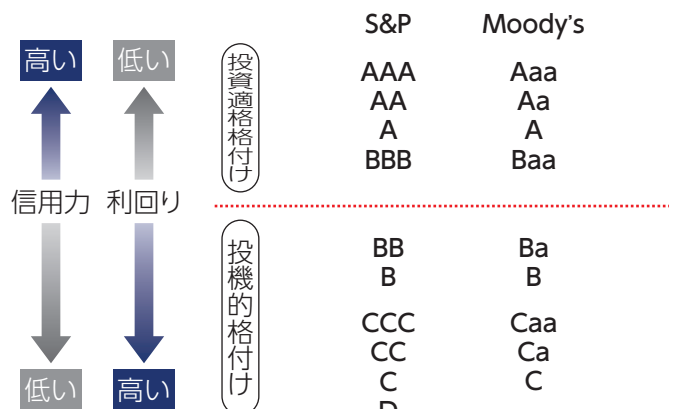 S&P Moody's
高い 低い
投資適格格付け
AAA Aaa
AA Aa
A A
BBB Baa
信用力 利回り
投機的格付け
BB Ba
B B
CCC Caa
CC Ca
C C
低い 高い
D